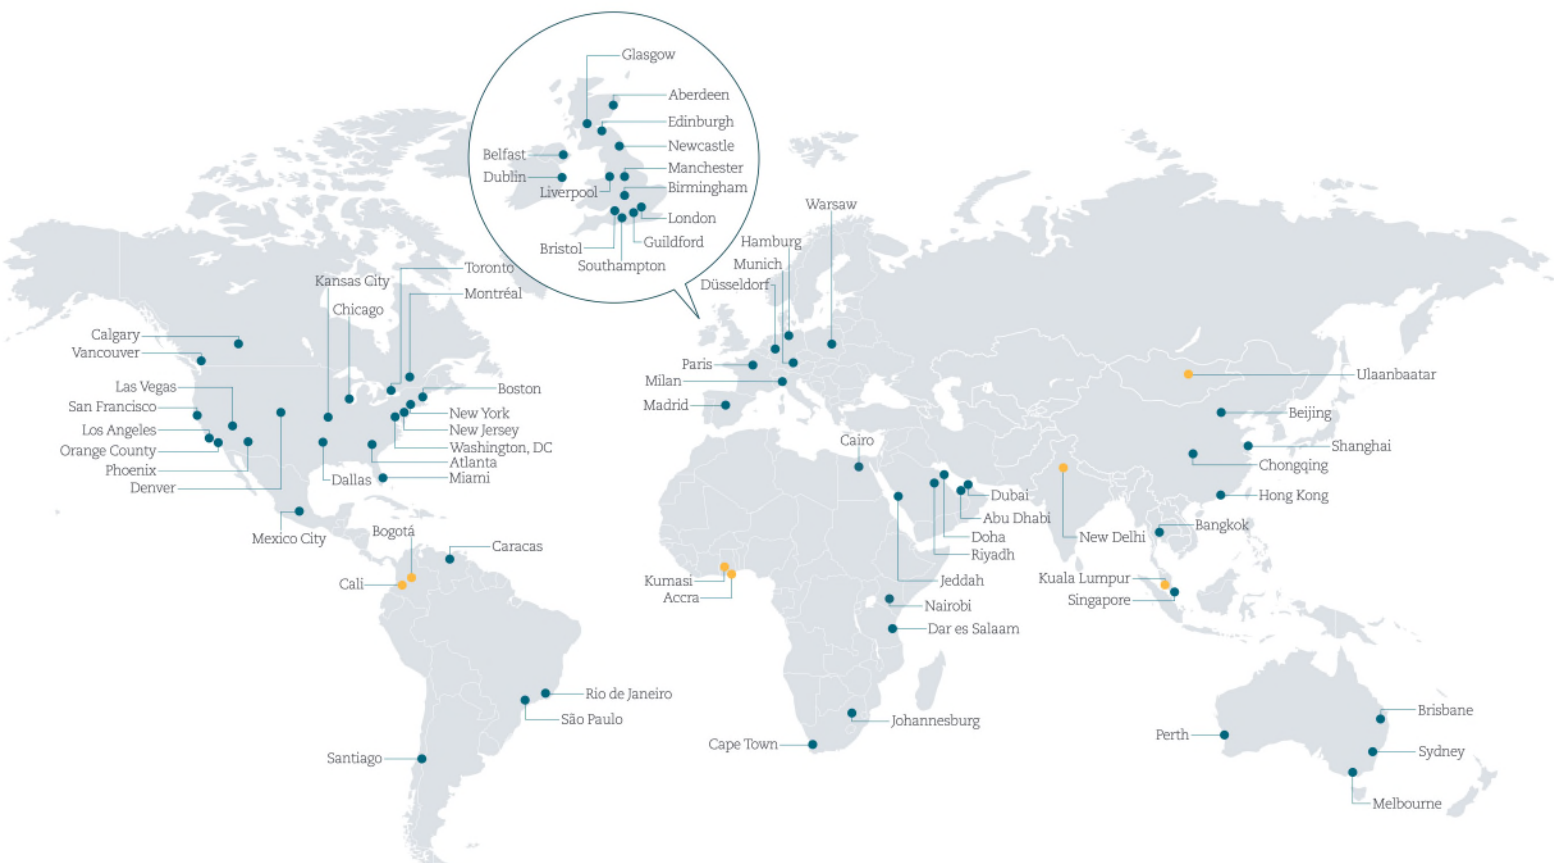 Glasgow
Aberdeen
Edinburgh
Newcastle
Belfast
Manchester
Dublin
Liverpool
Birmingham
London
Bristol
Guildford
Southampton
Warsaw
Hamburg
Munich
Düsseldorf
Paris
Milan
Madrid
Toronto
Kansas City
Montréal
Chicago
Calgary
Vancouver
Las Vegas
Boston
San Francisco
New York
Los Angeles
New Jersey
Orange County
Washington, DC
Phoenix
Atlanta
Denver
Dallas
Miami
Mexico City
Bogotá
Caracas
Cali
Rio de Janeiro
São Paulo
Santiago
Cairo
Dubai
Abu Dhabi
Doha
Riyadh
Jeddah
Kumasi
Accra
Nairobi
Dar es Salaam
Johannesburg
Cape Town
Ulaanbaatar
Beijing
Shanghai
Chongqing
Hong Kong
Bangkok
New Delhi
Kuala Lumpur
Singapore
Brisbane
Perth
Sydney
Melbourne